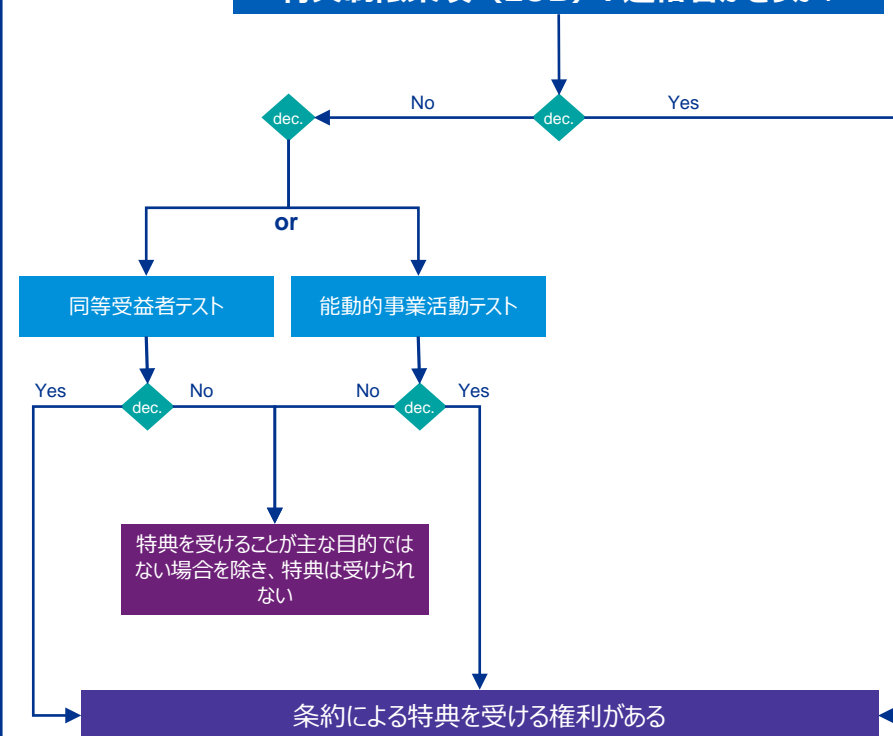 No
Yes
dec.
dec.
or
同等受益者テスト
能動的事業活動テスト
Yes
No
No
Yes
dec.
dec.
特典を受けることが主な目的では
ない場合を除き、特典は受けられ
ない
条約による特典を受ける権利がある